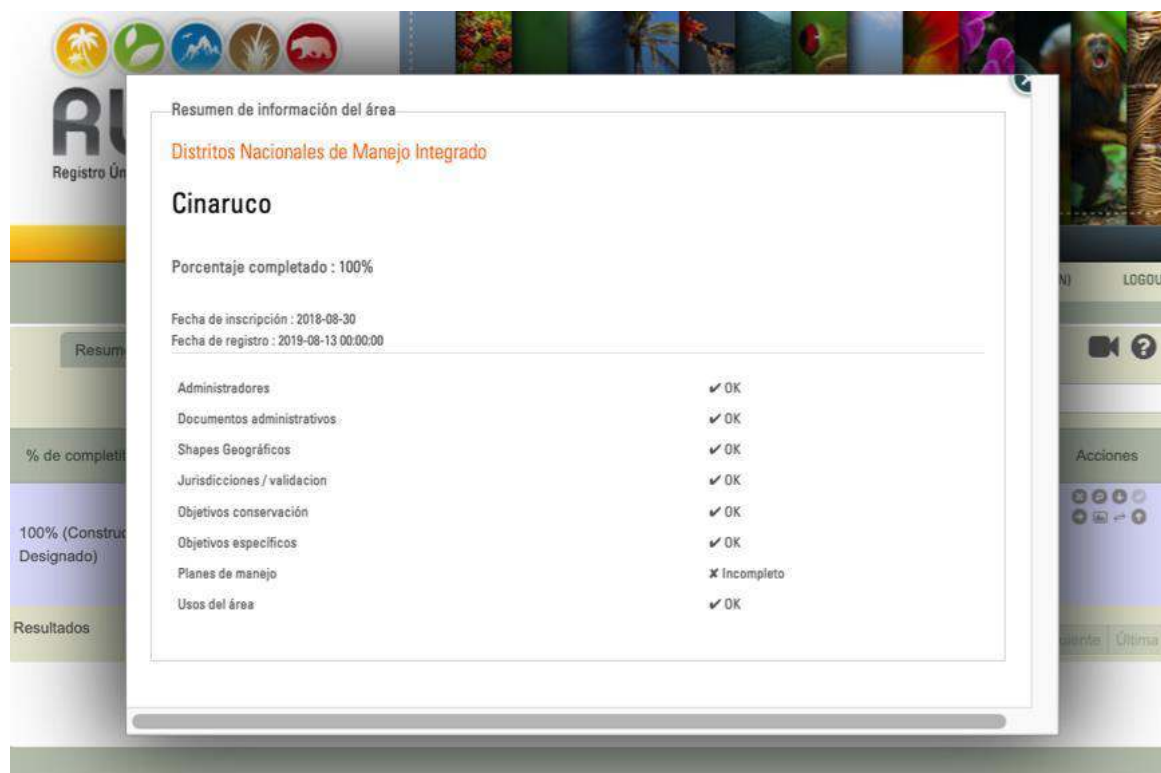 Registro Ún
Resumen de información del área
Distritos Nacionales de Manejo Integrado
Cinaruco
Porcentaje completado : 100%
Fecha de inscripción : 2018-08-30
Fecha de registro : 2019-08-13 00:00:00
Administradores ✔ OK
Documentos administrativos ✔ OK
Shapes Geográficos ✔ OK
Jurisdicciones / validacion ✔ OK
Objetivos conservación ✔ OK
Objetivos específicos ✔ OK
Planes de manejo ✘ Incompleto
Usos del área ✔ OK
LOGOU
Resum
% de completi
Acciones
100% (Construc
Designado)
Resultados
Última